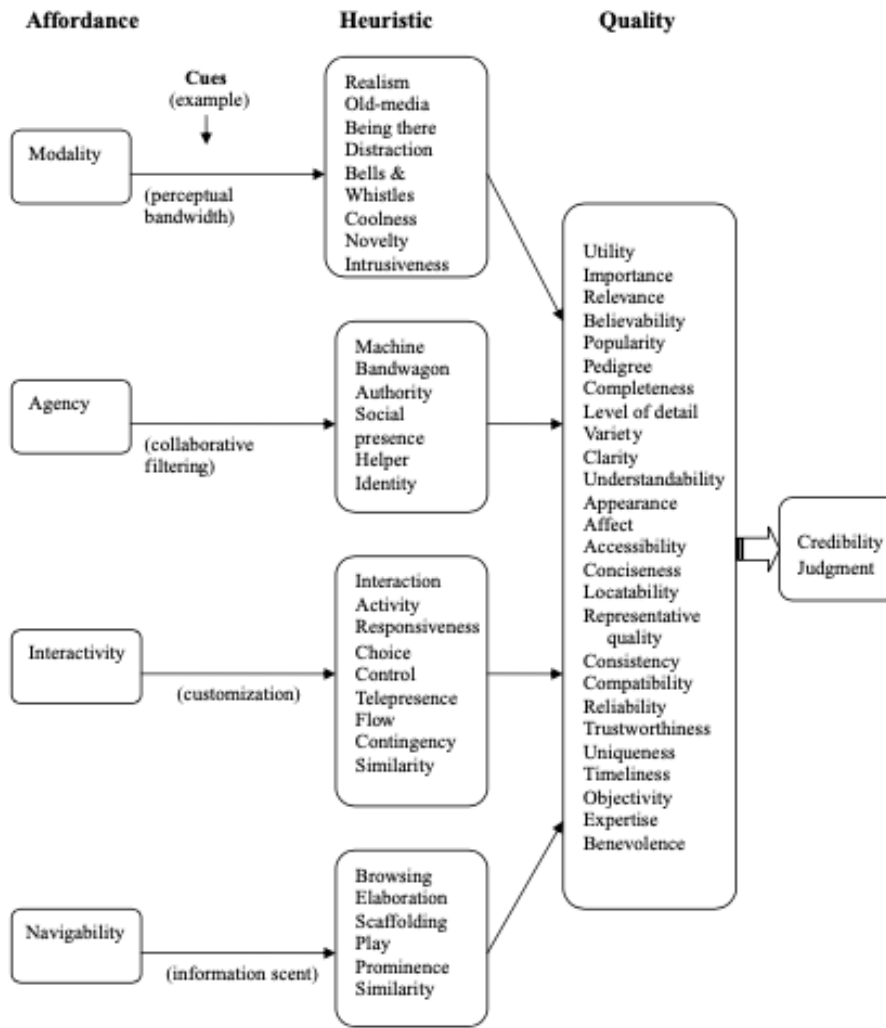 Affordance
Heuristic
Quality
Cues
(example)
Modality
(perceptual
bandwidth)
Realism
Old-media
Being there
Distraction
Bells &
Whistles
Coolness
Novelty
Intrusiveness
Agency
(collaborative
filtering)
Machine
Bandwagon
Authority
Social
presence
Helper
Identity
Interactivity
(customization)
Interaction
Activity
Responsiveness
Choice
Control
Telepresence
Flow
Contingency
Similarity
Navigability
(information scent)
Browsing
Elaboration
Scaffolding
Play
Prominence
Similarity
Utility
Importance
Relevance
Believability
Popularity
Pedigree
Completeness
Level of detail
Variety
Clarity
Understandability
Appearance
Affect
Accessibility
Conciseness
Locatability
Representative
quality
Consistency
Compatibility
Reliability
Trustworthiness
Uniqueness
Timeliness
Objectivity
Expertise
Benevolence
Credibility
Judgment